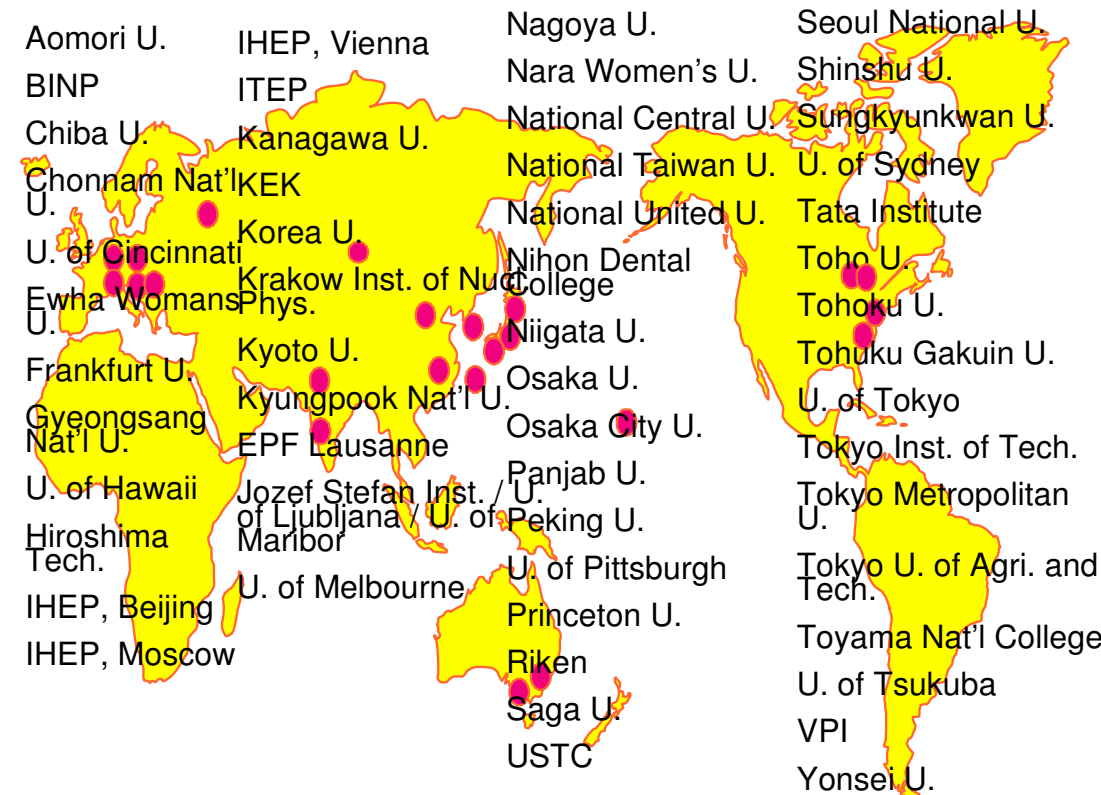 Aomori U.
BINP
Chiba U.
Chonnam Nat'l
U.
U. of Cincinnati
Ewha Womans
U.
Frankfurt U.
Gyeongsang
Nat'l U.
U. of Hawaii
Hiroshima
Tech.
IHEP, Beijing
IHEP, Moscow
IHEP, Vienna
ITEP
Kanagawa U.
KEK
Korea U.
Krakow Inst. of Nucl.
Phys.
Kyoto U.
Kyungpook Nat'l U.
EPF Lausanne
Jozef Stefan Inst. / U.
of Ljubljana / U. of
Maribor
U. of Melbourne
Nagoya U.
Nara Women's U.
National Central U.
National Taiwan U.
National United U.
Nihon Dental
College
Niigata U.
Osaka U.
Osaka City U.
Panjab U.
Peking U.
U. of Pittsburgh
Princeton U.
Riken
Saga U.
USTC
Seoul National U.
Shinshu U.
Sungkyunkwan U.
U. of Sydney
Tata Institute
Toho U.
Tohoku U.
Tohuku Gakuin U.
U. of Tokyo
Tokyo Inst. of Tech.
Tokyo Metropolitan
U.
Tokyo U. of Agri. and
Tech.
Toyama Nat'l College
U. of Tsukuba
VPI
Yonsei U.